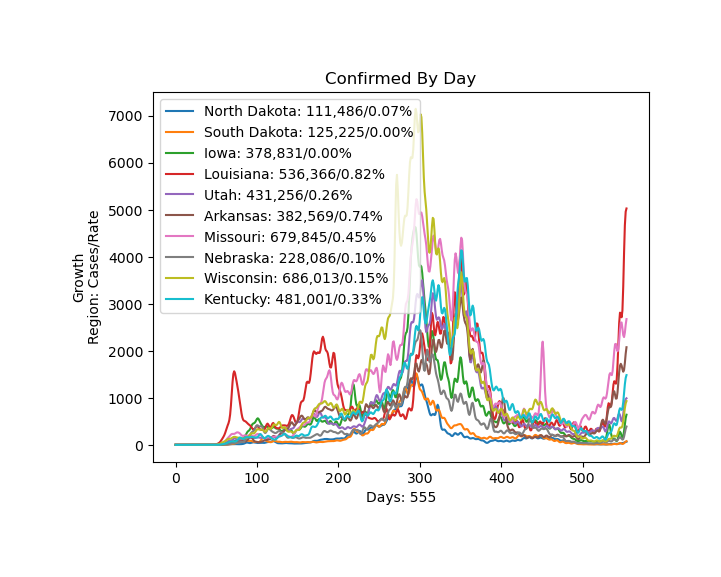 Confirmed By Day
Growth
Region: Cases/Rate
7000
6000
5000
4000
3000
2000
1000
0
North Dakota: 111,486/0.07%
South Dakota: 125,225/0.00%
Iowa: 378,831/0.00%
Louisiana: 536,366/0.82%
Utah: 431,256/0.26%
Arkansas: 382,569/0.74%
Missouri: 679,845/0.45%
Nebraska: 228,086/0.10%
Wisconsin: 686,013/0.15%
Kentucky: 481,001/0.33%
0 100 200 300 400 500
Days: 555